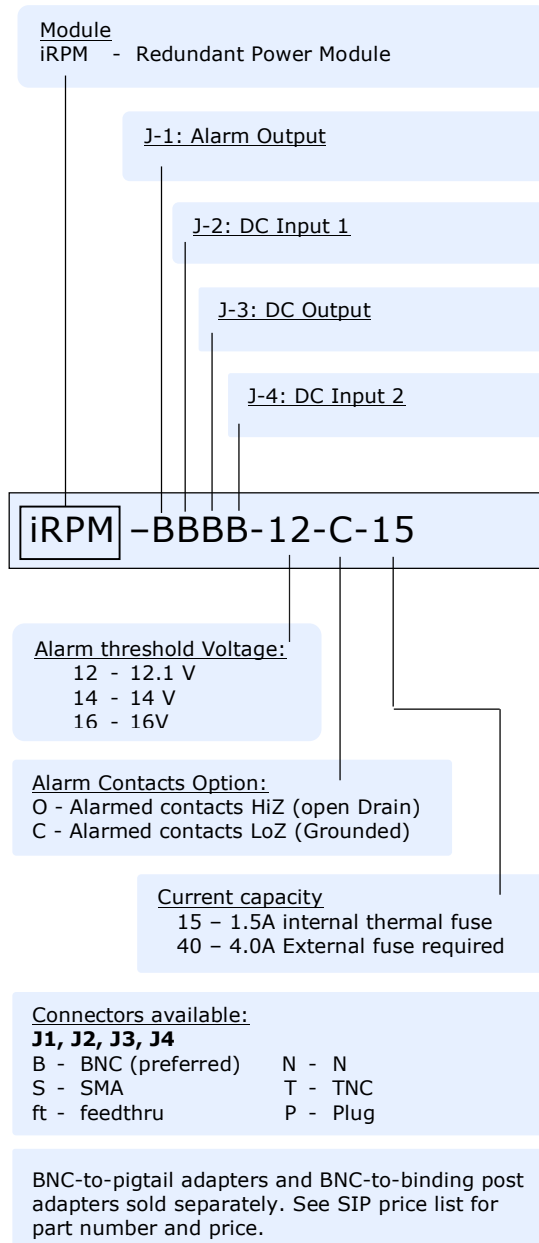 Module
iRPM - Redundant Power Module
J-1: Alarm Output
J-2: DC Input 1
J-3: DC Output
J-4: DC Input 2
iRPM –BBBB-12-C-15
Alarm threshold Voltage:
12 - 12.1 V
14 - 14 V
16 - 16V
Alarm Contacts Option:
O - Alarmed contacts HiZ (open Drain)
C - Alarmed contacts LoZ (Grounded)
Current capacity
15 – 1.5A internal thermal fuse
40 – 4.0A External fuse required
Connectors available:
J1, J2, J3, J4
B - BNC (preferred) N - N
S - SMA T - TNC
ft - feedthru P - Plug
BNC-to-pigtail adapters and BNC-to-binding post
adapters sold separately. See SIP price list for
part number and price.